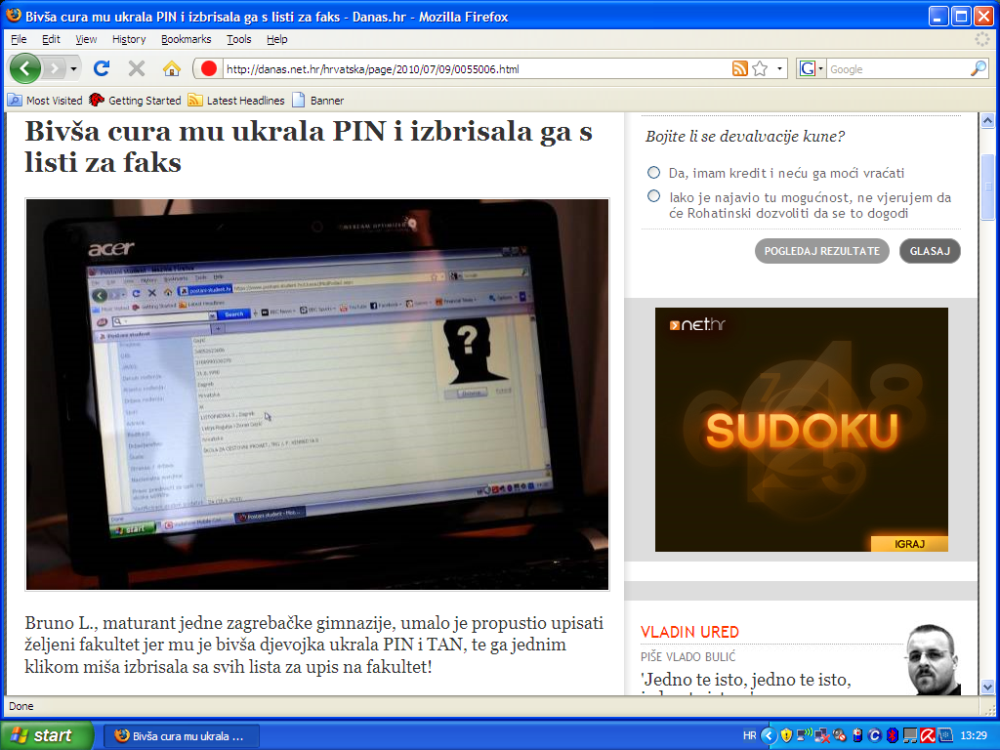 Bivša cura mu ukrala PIN i izbrisala ga s listi za faks - Danas.hr - Mozilla Firefox
File Edit View History Bookmarks Tools Help
http://danas.net.hr/hrvatska/page/2010/07/09/0055006.html
G Google
Most Visited Getting Started Latest Headlines Banner
Bivša cura mu ukrala PIN i izbrisala ga s
listi za faks
acer
Search
Postani student
Zagreb
Hrvatska
start
Bruno L., maturant jedne zagrebačke gimnazije, umalo je propustio upisati
željeni fakultet jer mu je bivša djevojka ukrala PIN i TAN, te ga jednim
klikom miša izbrisala sa svih lista za upis na fakultet!
Bojite li se devalvacije kune?
Da, imam kredit i neću ga moći vraćati
Iako je najavio tu mogućnost, ne vjerujem da
će Rohatinski dozvoliti da se to dogodi
POGLEDAJ REZULTATE GLASAJ
net.hr
SUDOKU
IGRAJ
VLADIN URED
PIŠE VLADO BULIĆ
'Jedno te isto, jedno te isto,
Done
start Bivša cura mu ukrala ... HR 13:29